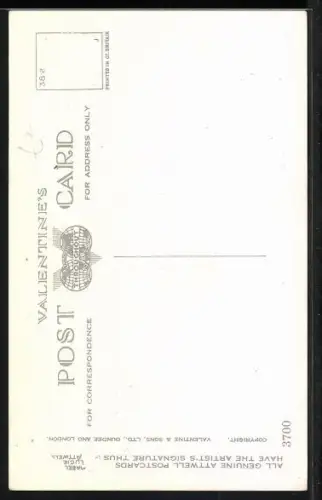 VALENTINE'S
POST CARD
FOR CORRESPONDENCE
FOR ADDRESS ONLY
PRINTED IN GT. BRITAIN
COPYRIGHT. VALENTINE & SONS, LTD., DUNDEE AND LONDON.
ALL GENUINE ATTWELL POSTCARDS
HAVE THE ARTIST'S SIGNATURE THUS :-
MABEL
LUCIE
ATTWELL
3700